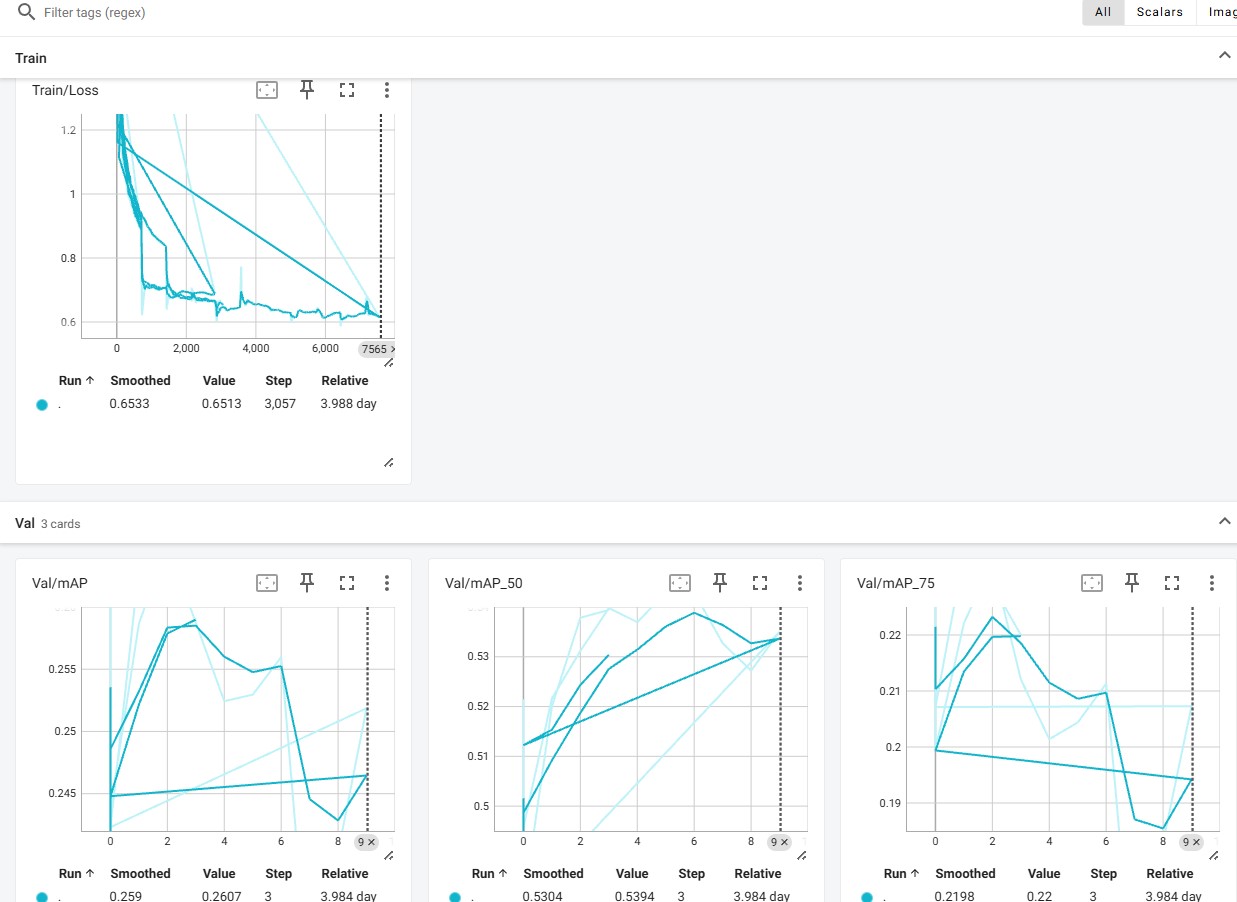 Filter tags (regex)
All Scalars Imag
Train
Train/Loss
1.2
1
0.8
0.6
0 2,000 4,000 6,000 7565 ×
Run ↑ Smoothed Value Step Relative
. 0.6533 0.6513 3,057 3.988 day
Val 3 cards
Val/mAP
0.255
0.25
0.245
0 2 4 6 8 9 ×
Run ↑ Smoothed Value Step Relative
. 0.259 0.2607 3 3.984 day
Val/mAP_50
0.53
0.52
0.51
0.5
0 2 4 6 8 9 ×
Run ↑ Smoothed Value Step Relative
. 0.5304 0.5394 3 3.984 day
Val/mAP_75
0.22
0.21
0.2
0.19
0 2 4 6 8 9 ×
Run ↑ Smoothed Value Step Relative
. 0.2198 0.22 3 3.984 day